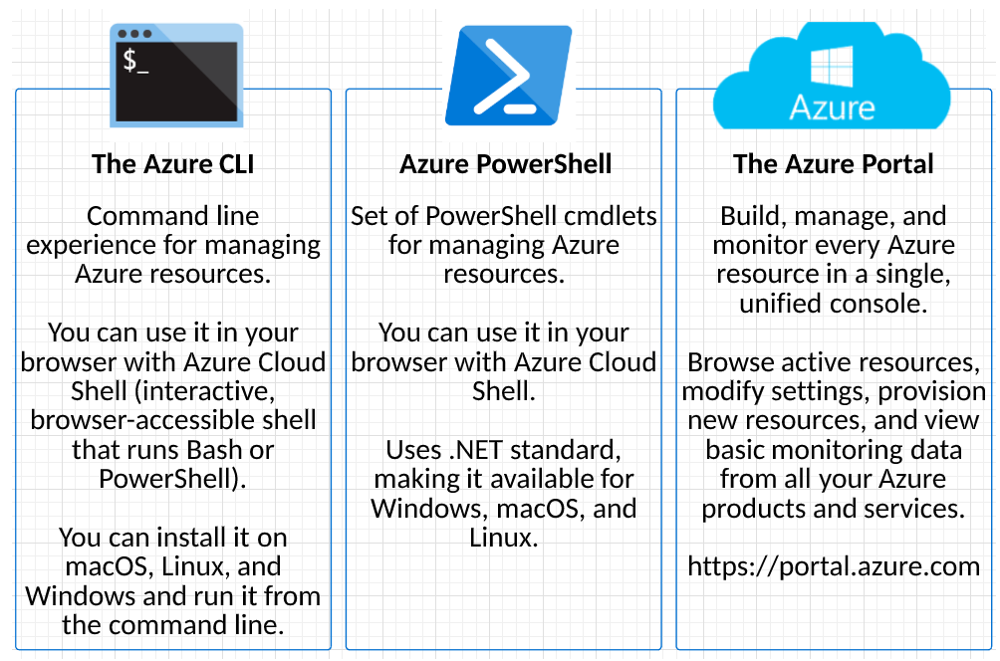 $_
Azure
The Azure CLI
Command line
experience for managing
Azure resources.
You can use it in your
browser with Azure Cloud
Shell (interactive,
browser-accessible shell
that runs Bash or
PowerShell).
You can install it on
macOS, Linux, and
Windows and run it from
the command line.
Azure PowerShell
Set of PowerShell cmdlets
for managing Azure
resources.
You can use it in your
browser with Azure Cloud
Shell.
Uses .NET standard,
making it available for
Windows, macOS, and
Linux.
The Azure Portal
Build, manage, and
monitor every Azure
resource in a single,
unified console.
Browse active resources,
modify settings, provision
new resources, and view
basic monitoring data
from all your Azure
products and services.
https://portal.azure.com